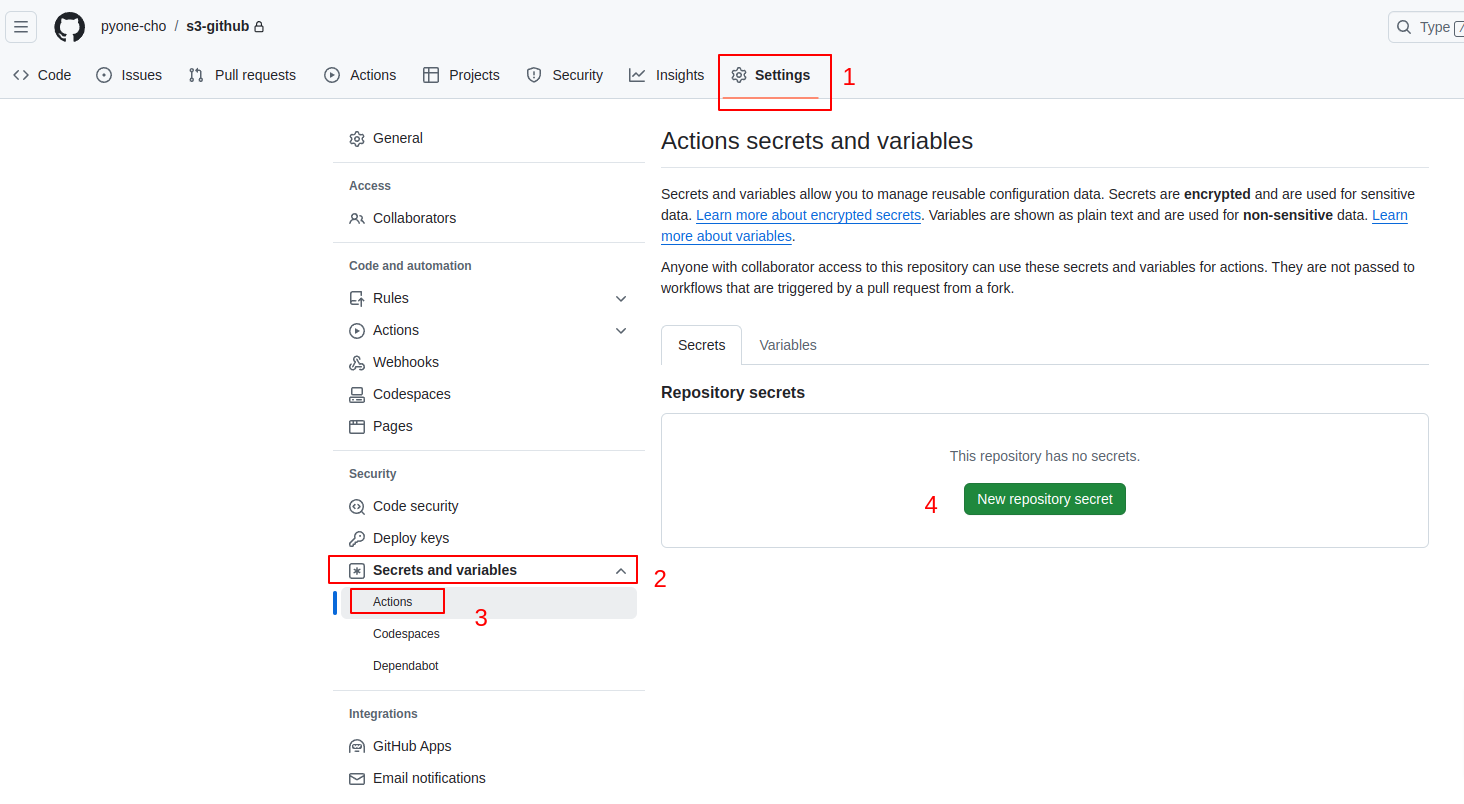 pyone-cho / s3-github
Type /
Code Issues Pull requests Actions Projects Security Insights Settings 1
General
Access
Collaborators
Code and automation
Rules
Actions
Webhooks
Codespaces
Pages
Security
Code security
Deploy keys
Secrets and variables 2
Actions 3
Codespaces
Dependabot
Integrations
GitHub Apps
Email notifications
Actions secrets and variables
Secrets and variables allow you to manage reusable configuration data. Secrets are encrypted and are used for sensitive
data. Learn more about encrypted secrets. Variables are shown as plain text and are used for non-sensitive data. Learn
more about variables.
Anyone with collaborator access to this repository can use these secrets and variables for actions. They are not passed to
workflows that are triggered by a pull request from a fork.
Secrets Variables
Repository secrets
This repository has no secrets.
4 New repository secret